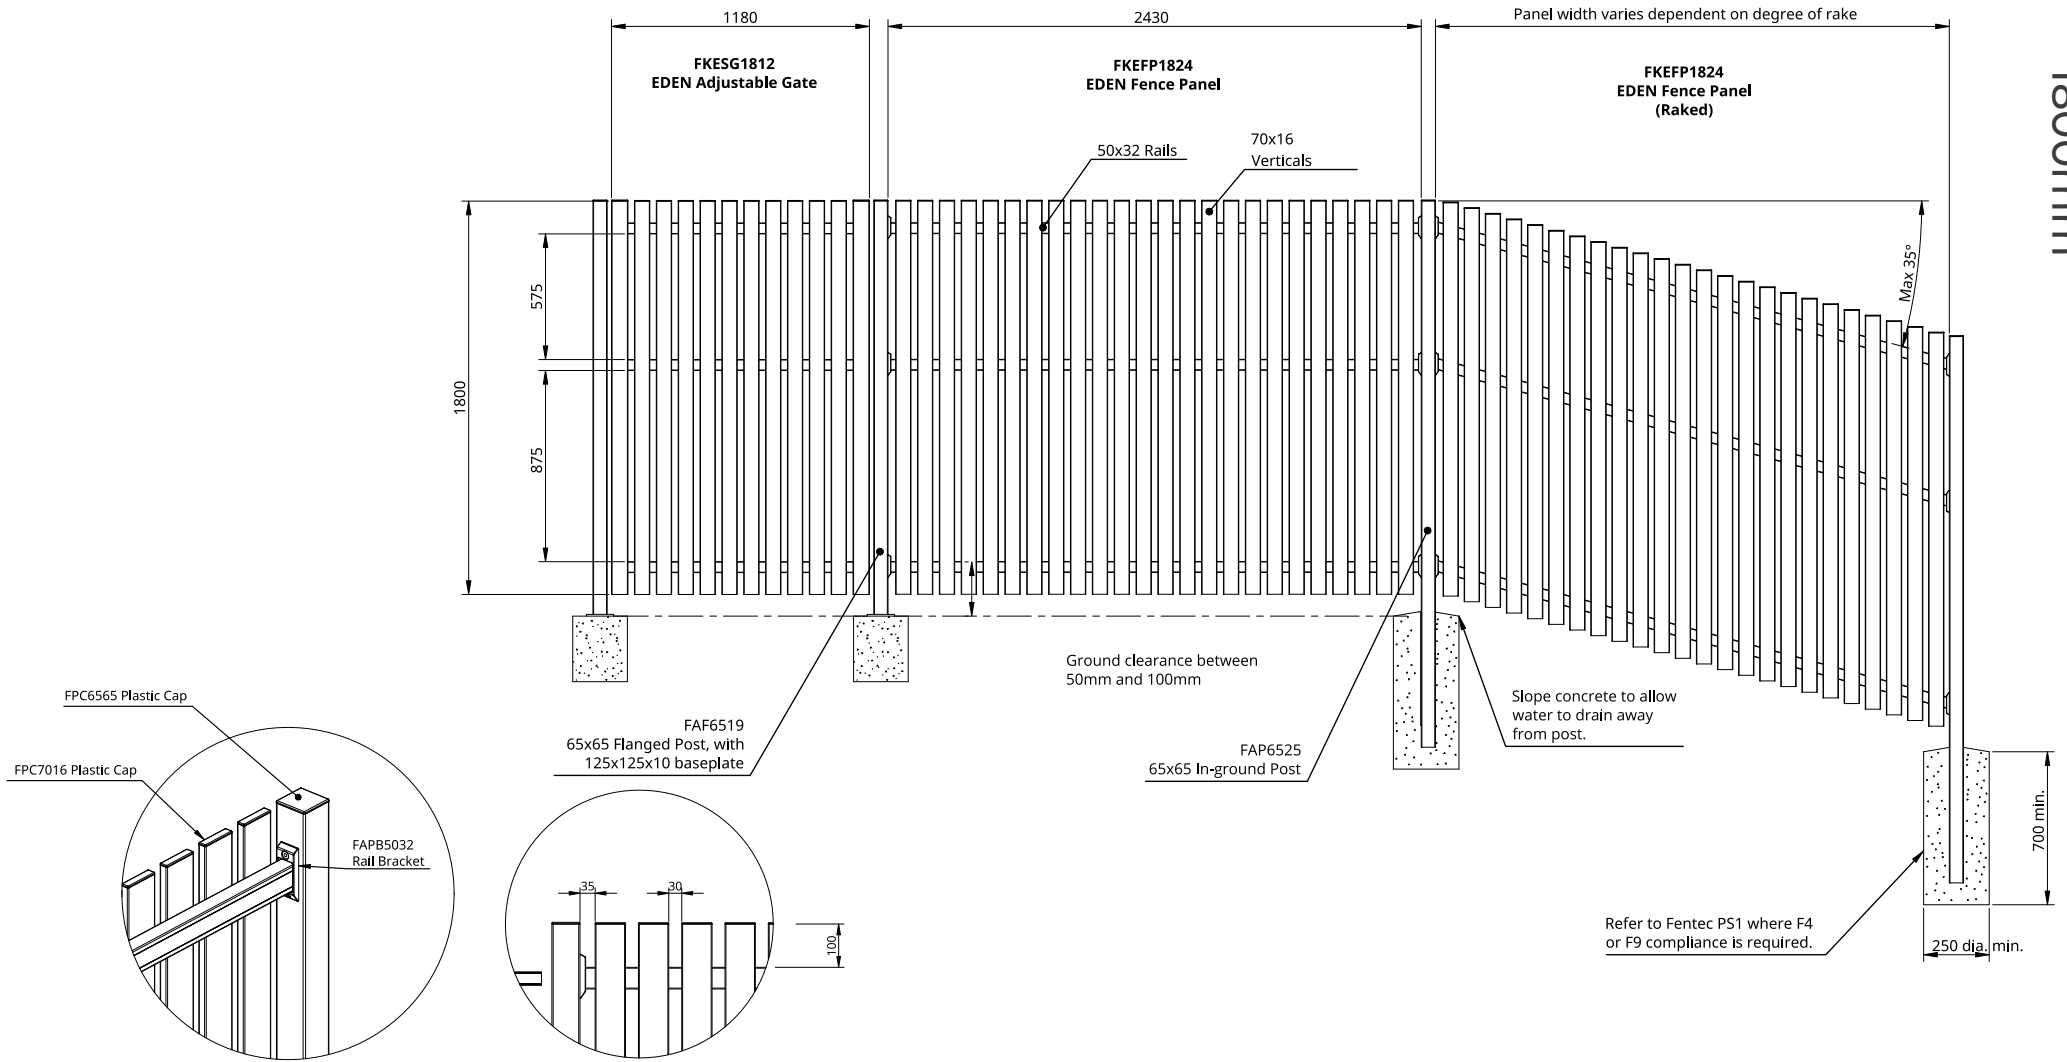 1180
2430
Panel width varies dependent on degree of rake
FKESG1812
EDEN Adjustable Gate
FKEFP1824
EDEN Fence Panel
FKEFP1824
EDEN Fence Panel
(Raked)
1800mm
50x32 Rails
70x16
Verticals
575
875
1800
Max 35°
Ground clearance between
50mm and 100mm
FAF6519
65x65 Flanged Post, with
125x125x10 baseplate
FAP6525
65x65 In-ground Post
Slope concrete to allow
water to drain away
from post.
700 min.
Refer to Fentec PS1 where F4
or F9 compliance is required.
250 dia. min.
FPC6565 Plastic Cap
FPC7016 Plastic Cap
FAPB5032
Rail Bracket
35
30
100